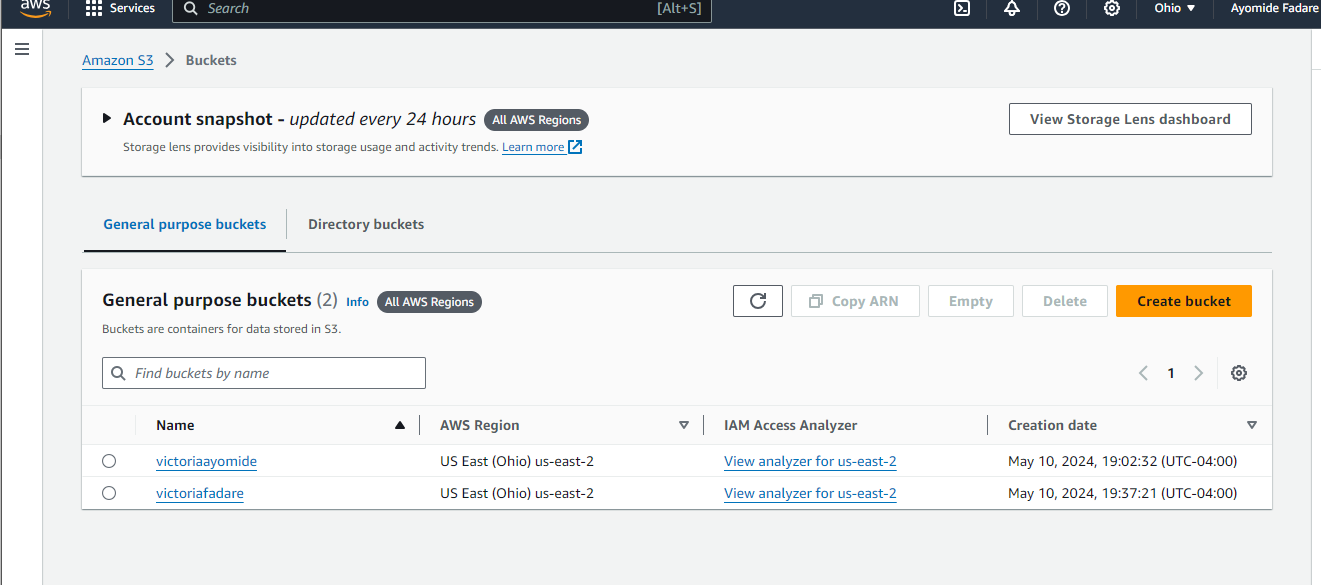 aws Services Search [Alt+S] Ohio Ayomide Fadare
Amazon S3 Buckets
Account snapshot - updated every 24 hours All AWS Regions View Storage Lens dashboard
Storage lens provides visibility into storage usage and activity trends. Learn more
General purpose buckets Directory buckets
General purpose buckets (2) Info All AWS Regions Copy ARN Empty Delete Create bucket
Buckets are containers for data stored in S3.
Find buckets by name 1
Name AWS Region IAM Access Analyzer Creation date
victoriaayomide US East (Ohio) us-east-2 View analyzer for us-east-2 May 10, 2024, 19:02:32 (UTC-04:00)
victoriafadare US East (Ohio) us-east-2 View analyzer for us-east-2 May 10, 2024, 19:37:21 (UTC-04:00)